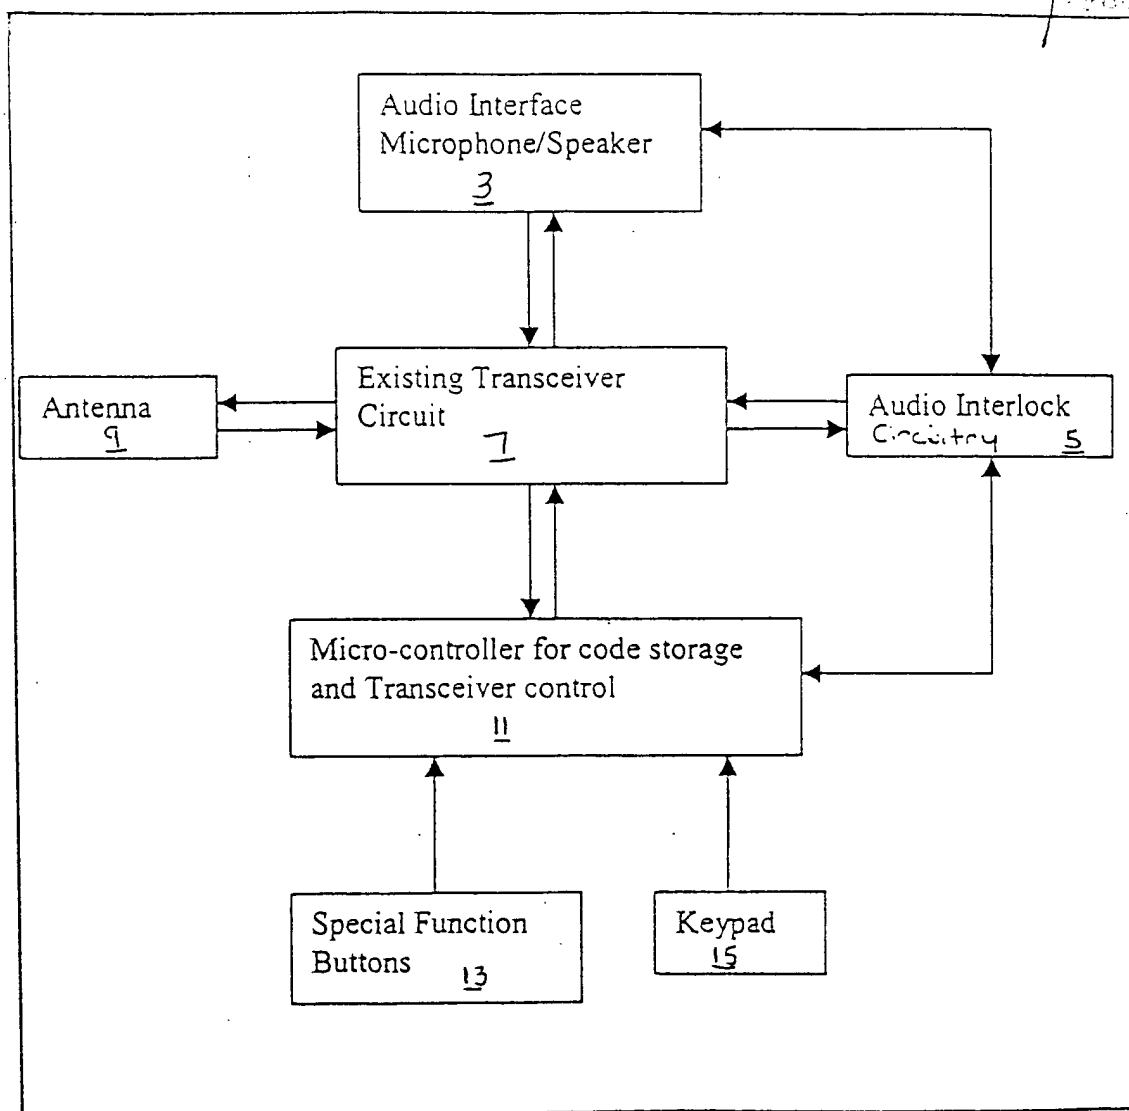 Audio Interface
Microphone/Speaker
3
Existing Transceiver
Circuit
7
Antenna
9
Audio Interlock
Circuitry 5
Micro-controller for code storage
and Transceiver control
11
Special Function
Buttons 13
Keypad
15